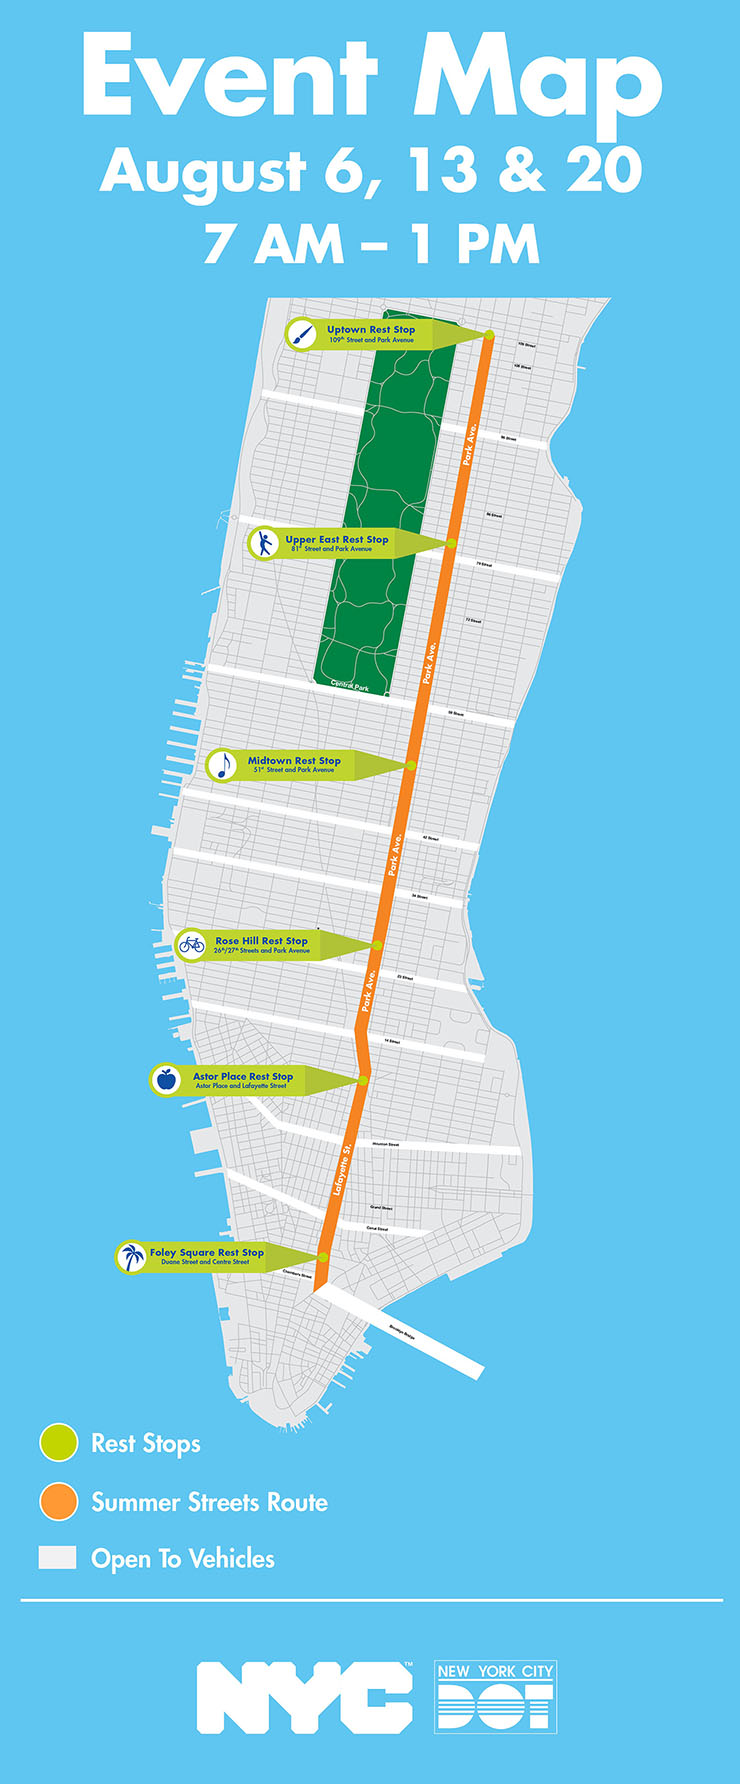 Event Map
August 6, 13 & 20
7 AM – 1 PM
Uptown Rest Stop
109th Street and Park Avenue
106 Street
Park Ave.
96 Street
86 Street
Upper East Rest Stop
81st Street and Park Avenue
79 Street
72 Street
Park Ave.
Central Park
59 Street
Midtown Rest Stop
51st Street and Park Avenue
42 Street
Park Ave.
34 Street
Rose Hill Rest Stop
26th/27th Streets and Park Avenue
23 Street
Park Ave.
14 Street
Astor Place Rest Stop
Astor Place and Lafayette Street
Houston Street
Lafayette St.
Grand Street
Canal Street
Foley Square Rest Stop
Duane Street and Centre Street
Chambers Street
Brooklyn Bridge
Rest Stops
Summer Streets Route
Open To Vehicles
NYC™
NEW YORK CITY
DOT